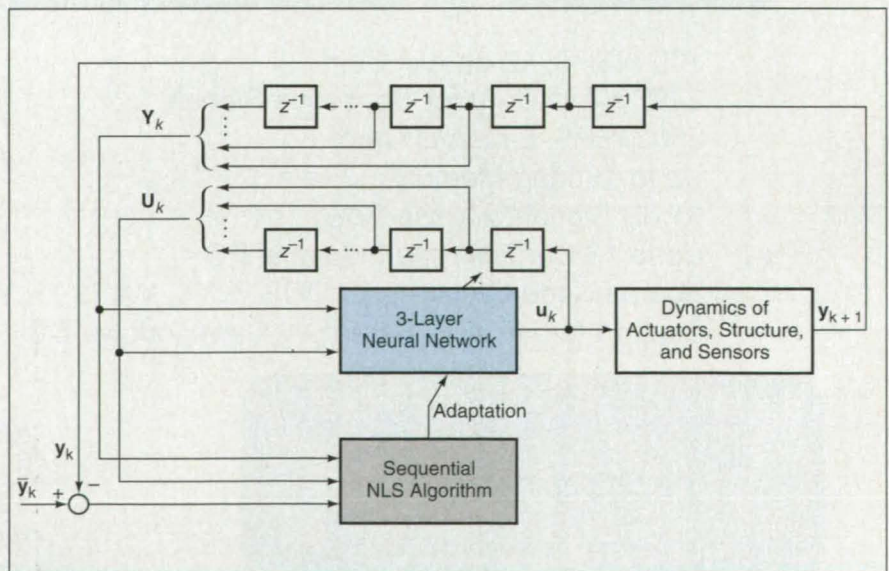 z⁻¹ ... z⁻¹ z⁻¹ z⁻¹
Y_k
U_k
z⁻¹ ... z⁻¹ z⁻¹
3-Layer
Neural Network
u_k
Dynamics of
Actuators, Structure,
and Sensors
y_{k+1}
Adaptation
Sequential
NLS Algorithm
y_k
ȳ_k
+
−